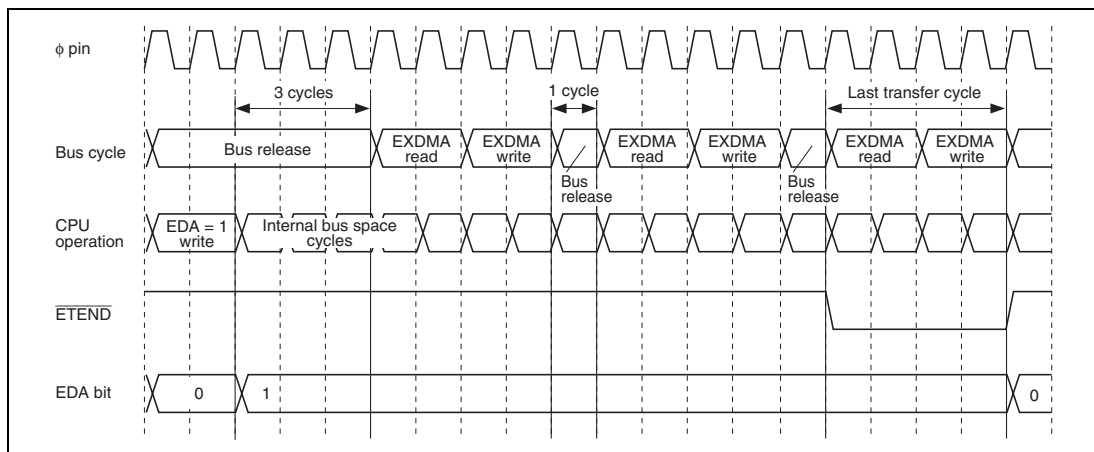 φ pin
3 cycles
1 cycle
Last transfer cycle
Bus cycle
Bus release
EXDMA
read
EXDMA
write
EXDMA
read
EXDMA
write
EXDMA
read
EXDMA
write
Bus
release
Bus
release
CPU
operation
EDA = 1
write
Internal bus space
cycles
ETEND
EDA bit
0
1
0